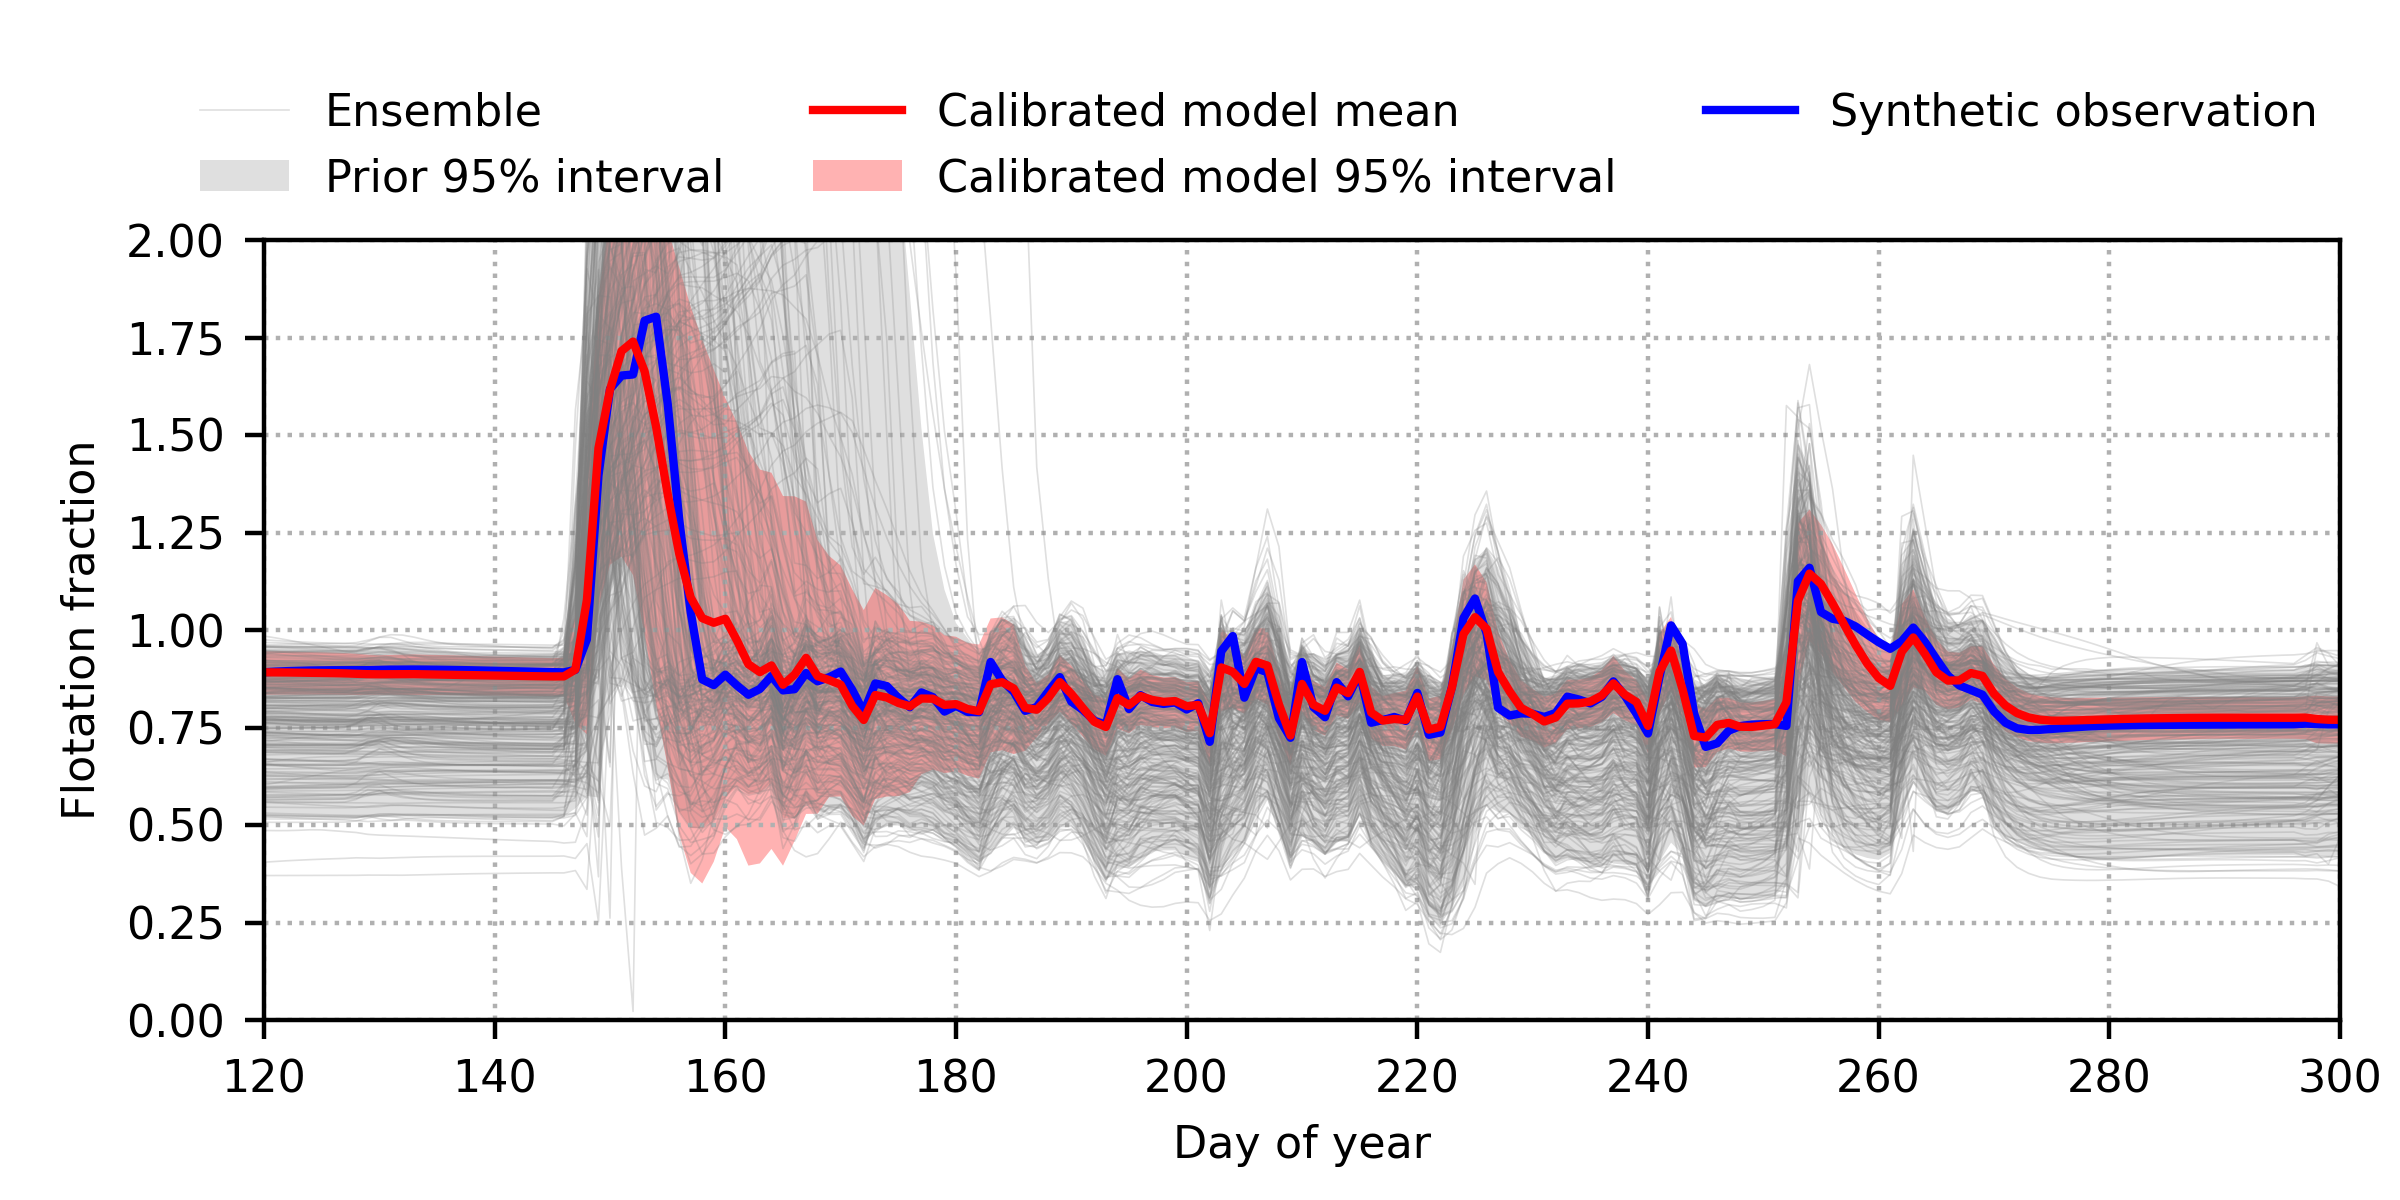 Ensemble
Calibrated model mean
Synthetic observation
Prior 95% interval
Calibrated model 95% interval
2.00
1.75
1.50
1.25
1.00
0.75
0.50
0.25
0.00
Flotation fraction
120
140
160
180
200
220
240
260
280
300
Day of year